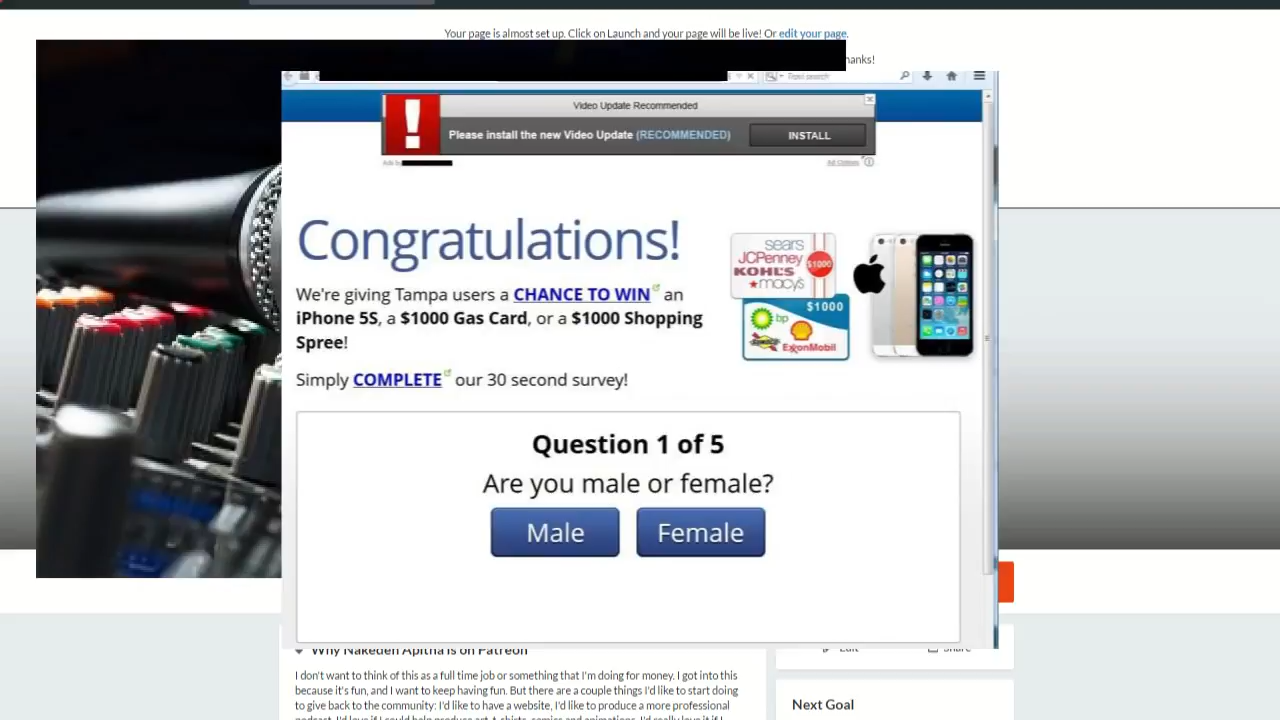 Your page is almost set up. Click on Launch and your page will be live! Or edit your page.
hanks!
Video Update Recommended
Please install the new Video Update (RECOMMENDED)
INSTALL
Ads by
Ad Choices
Congratulations!
We're giving Tampa users a CHANCE TO WIN an
iPhone 5S, a $1000 Gas Card, or a $1000 Shopping
Spree!
Simply COMPLETE our 30 second survey!
sears
JCPenney
KOHL'S
macy's
$1000
$1000
bp
ExxonMobil
Question 1 of 5
Are you male or female?
Male
Female
Why Nakeden Apitha is on Patreon
Edit
Share
I don't want to think of this as a full time job or something that I'm doing for money. I got into this
because it's fun, and I want to keep having fun. But there are a couple things I'd like to start doing
to give back to the community: I'd like to have a website, I'd like to produce a more professional
Next Goal